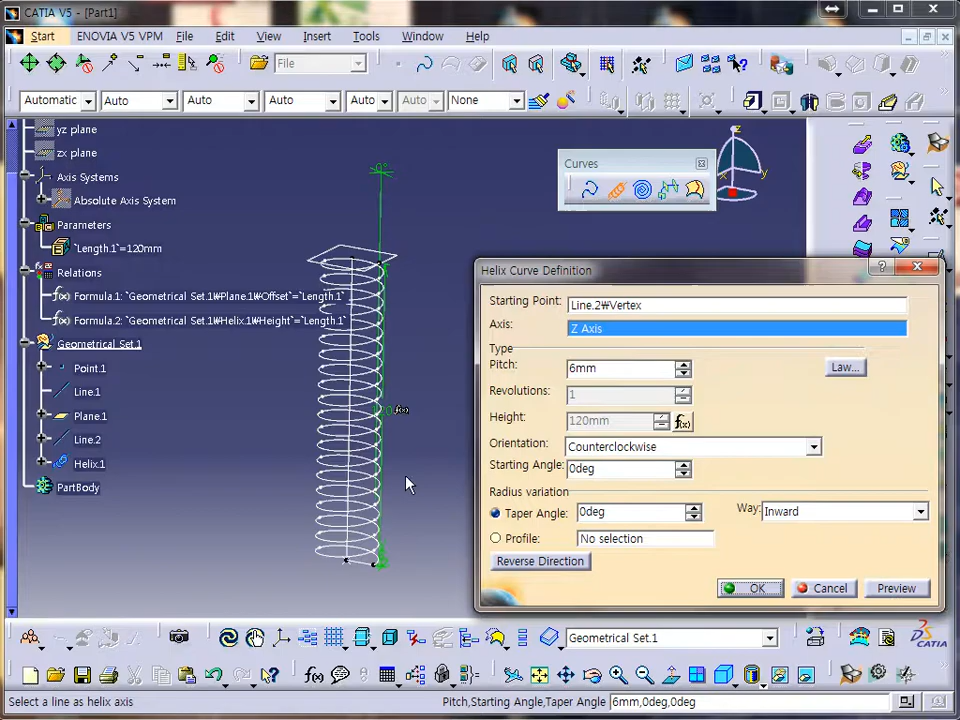 CATIA V5 - [Part1]
Start ENOVIA V5 VPM File Edit View Insert Tools Window Help
File
Automatic Auto Auto Auto Auto Auto None
yz plane
zx plane
Axis Systems
Absolute Axis System
Parameters
`Length.1`=120mm
Relations
f(x) Formula.1: `Geometrical Set.1₩Plane.1₩Offset`=`Length.1`
f(x) Formula.2: `Geometrical Set.1₩Helix.1₩Height`=`Length.1`
Geometrical Set.1
Point.1
Line.1
Plane.1
Line.2
Helix.1
PartBody
z
x
y
Curves
Helix Curve Definition
Starting Point: Line.2₩Vertex
Axis: Z Axis
Type
Pitch: 6mm Law...
Revolutions: 1
Height: 120mm f(x)
Orientation: Counterclockwise
Starting Angle: 0deg
Radius variation
Taper Angle: 0deg Way: Inward
Profile: No selection
Reverse Direction
OK Cancel Preview
Geometrical Set.1
f(x)
CATIA
Select a line as helix axis Pitch,Starting Angle,Taper Angle 6mm,0deg,0deg